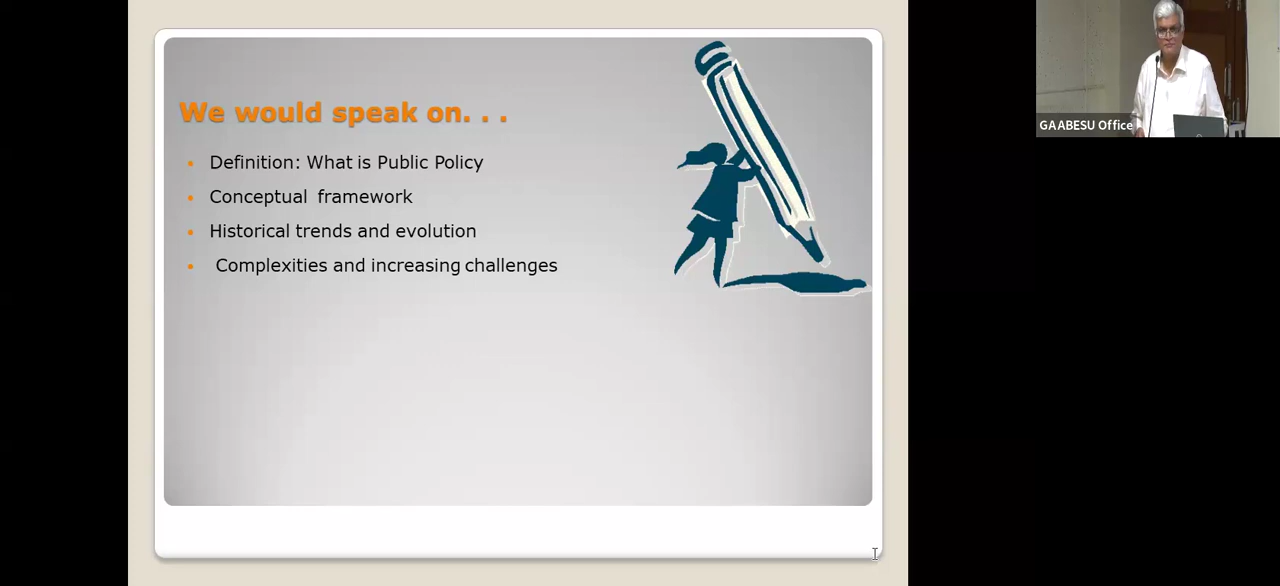 We would speak on. . .
Definition: What is Public Policy
Conceptual framework
Historical trends and evolution
Complexities and increasing challenges
GAABESU Office